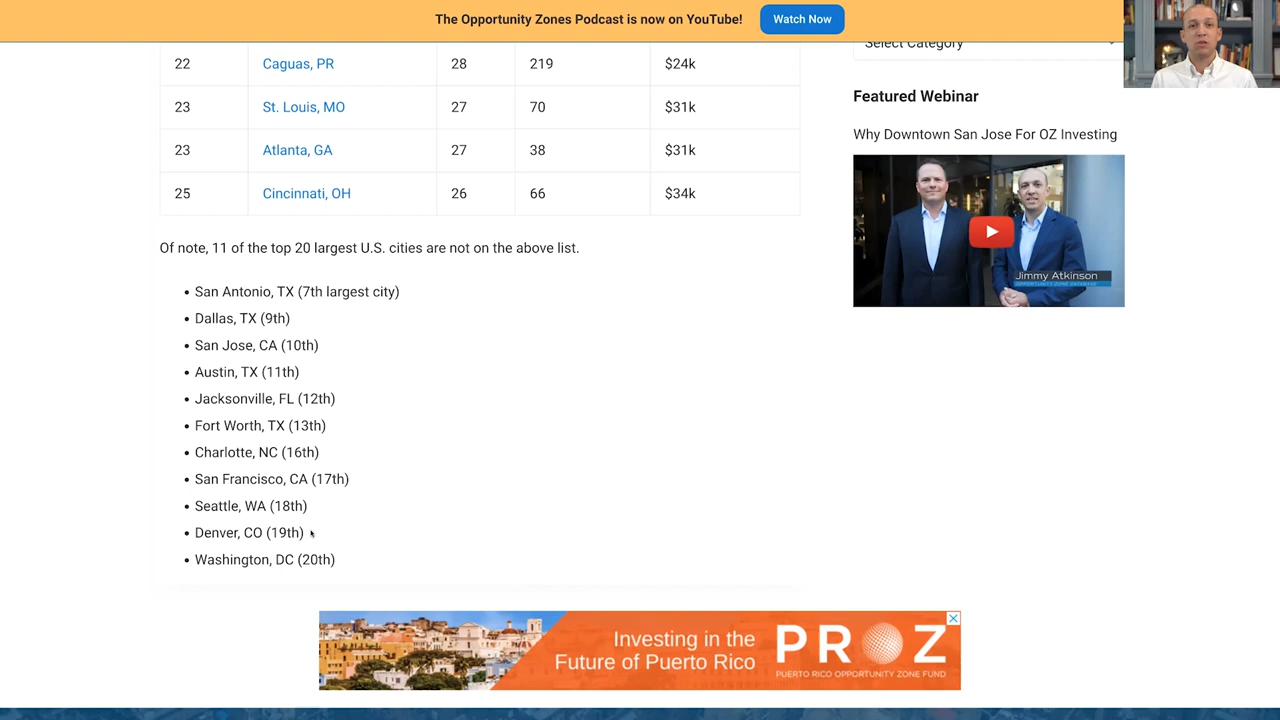 The Opportunity Zones Podcast is now on YouTube! Watch Now
22 Caguas, PR 28 219 $24k
23 St. Louis, MO 27 70 $31k
23 Atlanta, GA 27 38 $31k
25 Cincinnati, OH 26 66 $34k
Of note, 11 of the top 20 largest U.S. cities are not on the above list.
• San Antonio, TX (7th largest city)
• Dallas, TX (9th)
• San Jose, CA (10th)
• Austin, TX (11th)
• Jacksonville, FL (12th)
• Fort Worth, TX (13th)
• Charlotte, NC (16th)
• San Francisco, CA (17th)
• Seattle, WA (18th)
• Denver, CO (19th)
• Washington, DC (20th)
Select Category
Featured Webinar
Why Downtown San Jose For OZ Investing
Jimmy Atkinson
OPPORTUNITY ZONE DATABASE
Investing in the
Future of Puerto Rico
PROZ
PUERTO RICO OPPORTUNITY ZONE FUND